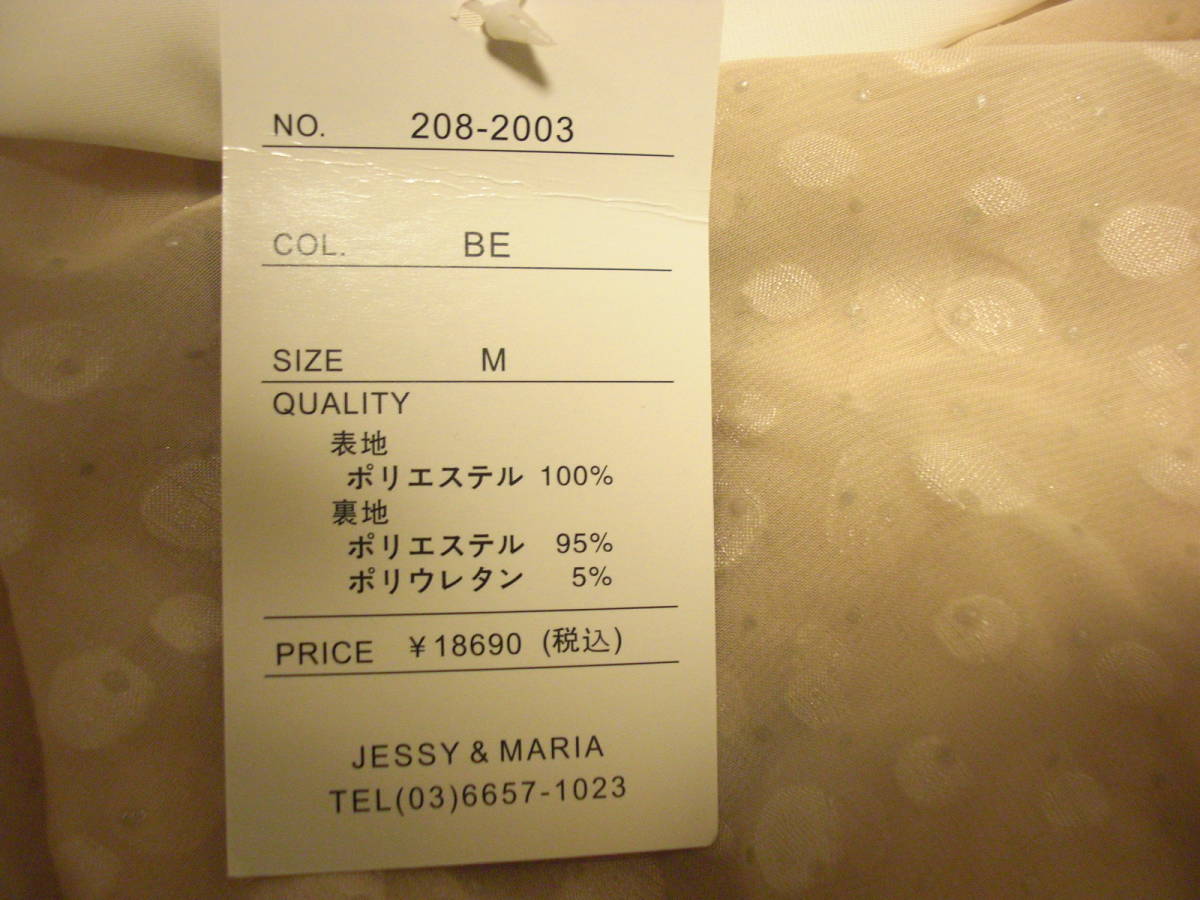 NO. 208-2003
COL. BE
SIZE M
QUALITY
表地
ポリエステル 100%
裏地
ポリエステル 95%
ポリウレタン 5%
PRICE ¥18690 (税込)
JESSY & MARIA
TEL(03)6657-1023